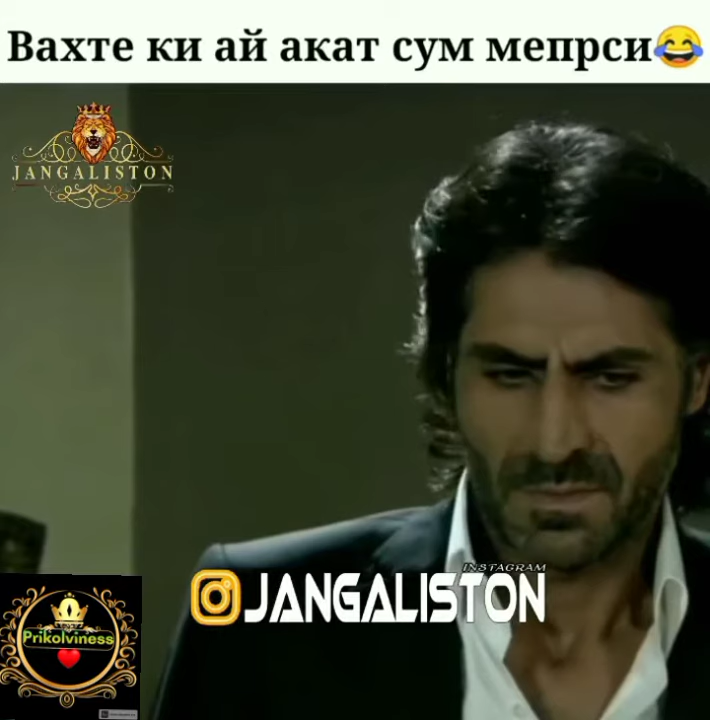 Вахте ки ай акат сум мепрси😂
JANGALISTON
INSTAGRAM
JANGALISTON
Prikolviness